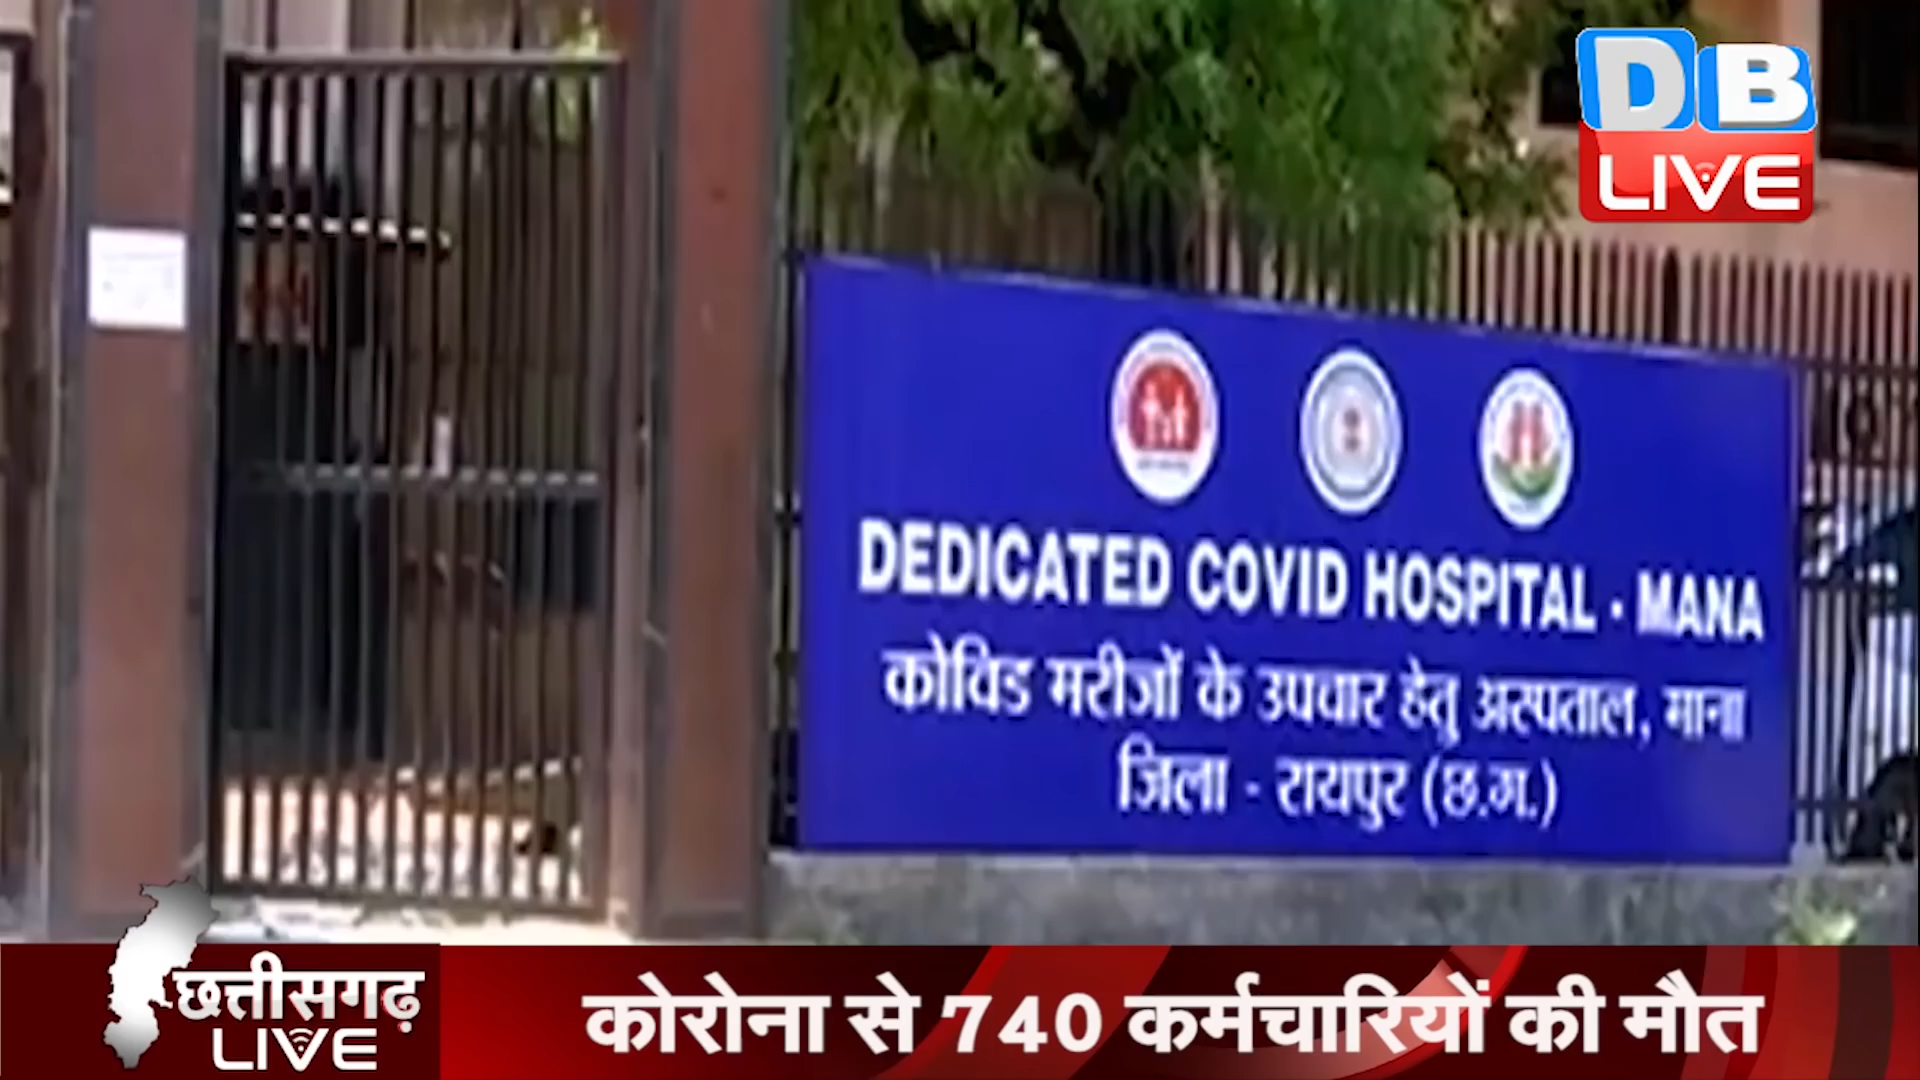 DB
LIVE
DEDICATED COVID HOSPITAL - MANA
कोविड मरीजों के उपचार हेतु अस्पताल, माना
जिला - रायपुर (छ.ग.)
छत्तीसगढ़
LIVE
कोरोना से 740 कर्मचारियों की मौत